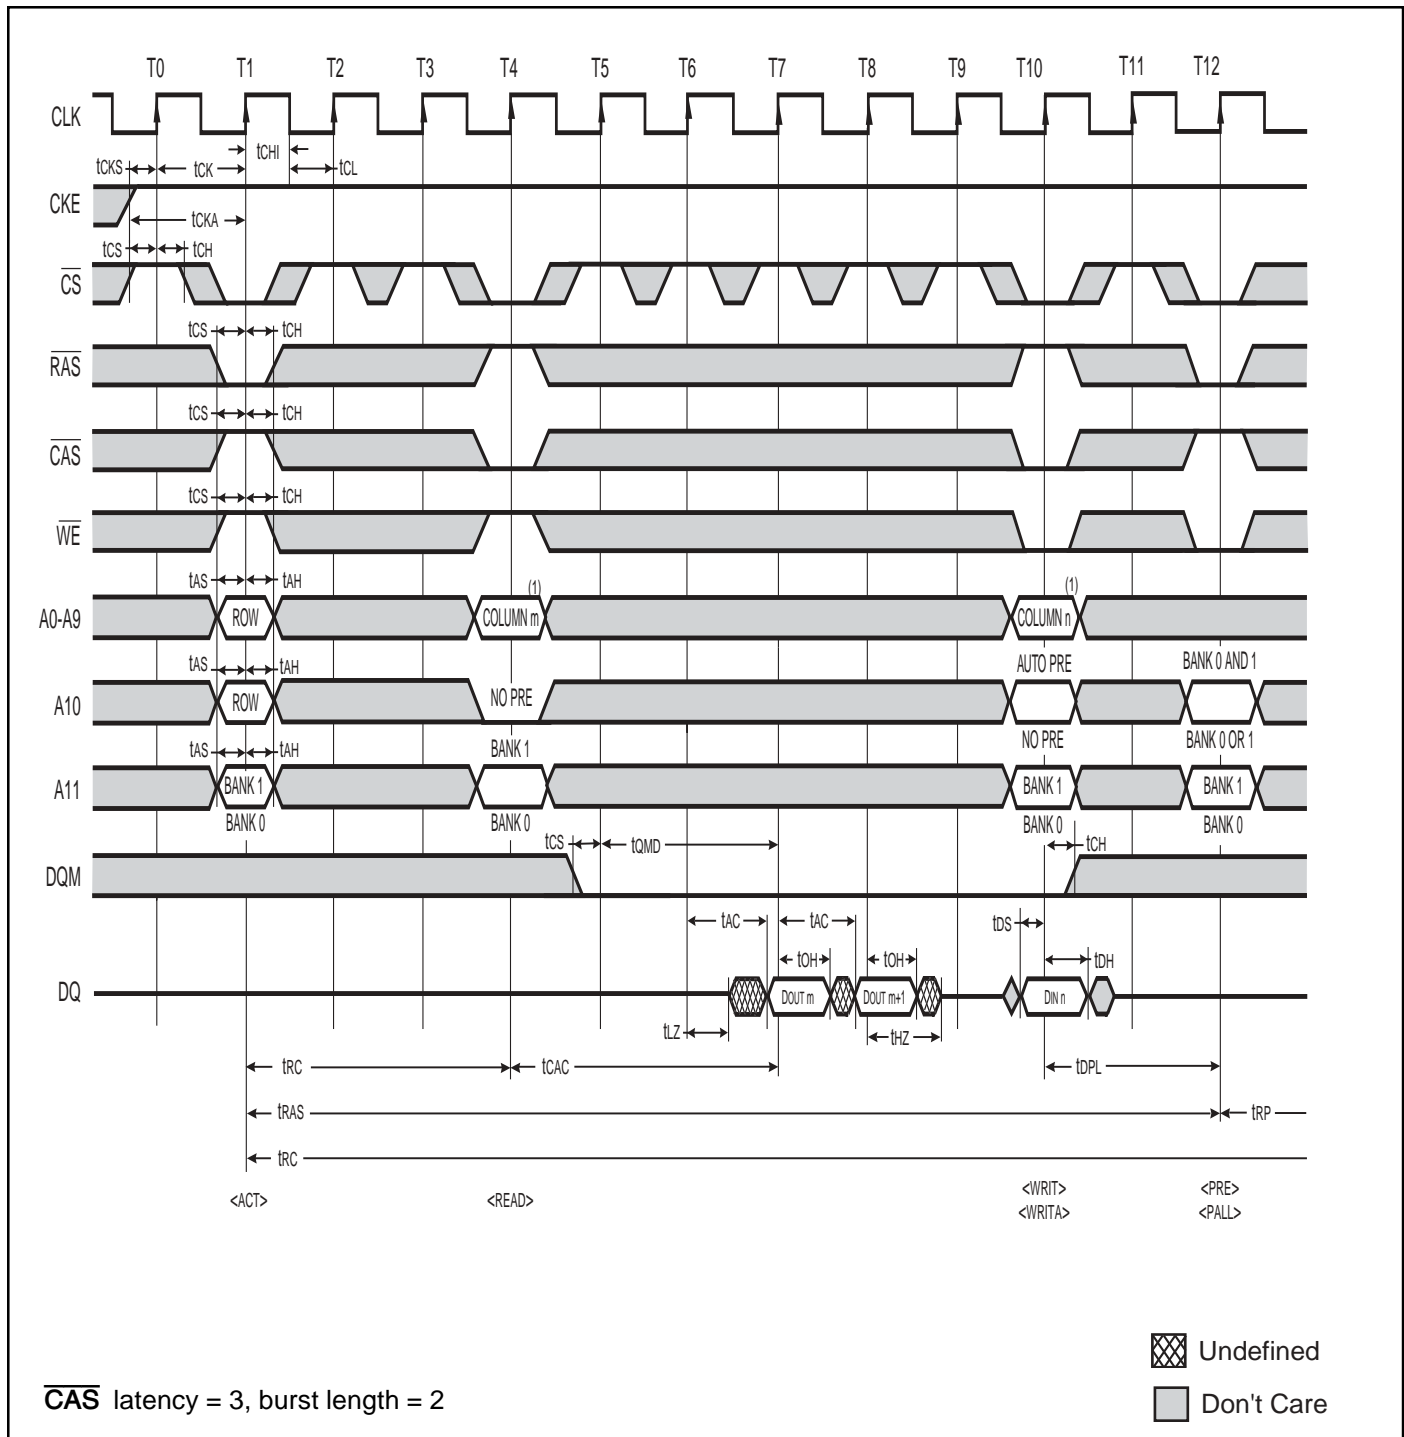 T0 T1 T2 T3 T4 T5 T6 T7 T8 T9 T10 T11 T12
CLK
tCHI
tCKS tCK tCL
CKE
tCKA
tCS tCH
CS
tCS tCH
RAS
tCS tCH
CAS
tCS tCH
WE
tAS tAH (1) (1)
A0-A9 ROW COLUMN m COLUMN n
tAS tAH AUTO PRE BANK 0 AND 1
A10 ROW NO PRE
NO PRE BANK 0 OR 1
tAS tAH BANK 1
A11 BANK 1 BANK 1 BANK 1
BANK 0 BANK 0 BANK 0 BANK 0
tCS tQMD tCH
DQM
tAC tAC tDS
tOH tOH tDH
DQ DOUT m DOUT m+1 DIN n
tLZ tHZ
tRC tCAC tDPL
tRAS tRP
tRC
<ACT> <READ> <WRIT> <PRE>
<WRITA> <PALL>
Undefined
CAS latency = 3, burst length = 2
Don't Care